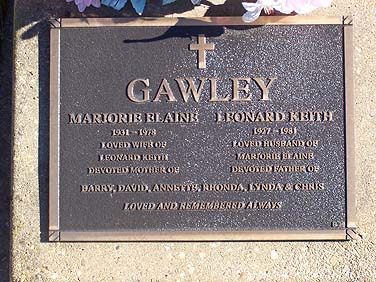 GAWLEY
MARJORIE ELAINE LEONARD KEITH
1931 - 1978 1927 - 1981
LOVED WIFE OF LOVED HUSBAND OF
LEONARD KEITH MARJORIE ELAINE
DEVOTED MOTHER OF DEVOTED FATHER OF
BARRY, DAVID, ANNETTE, RHONDA, LYNDA & CHRIS
LOVED AND REMEMBERED ALWAYS